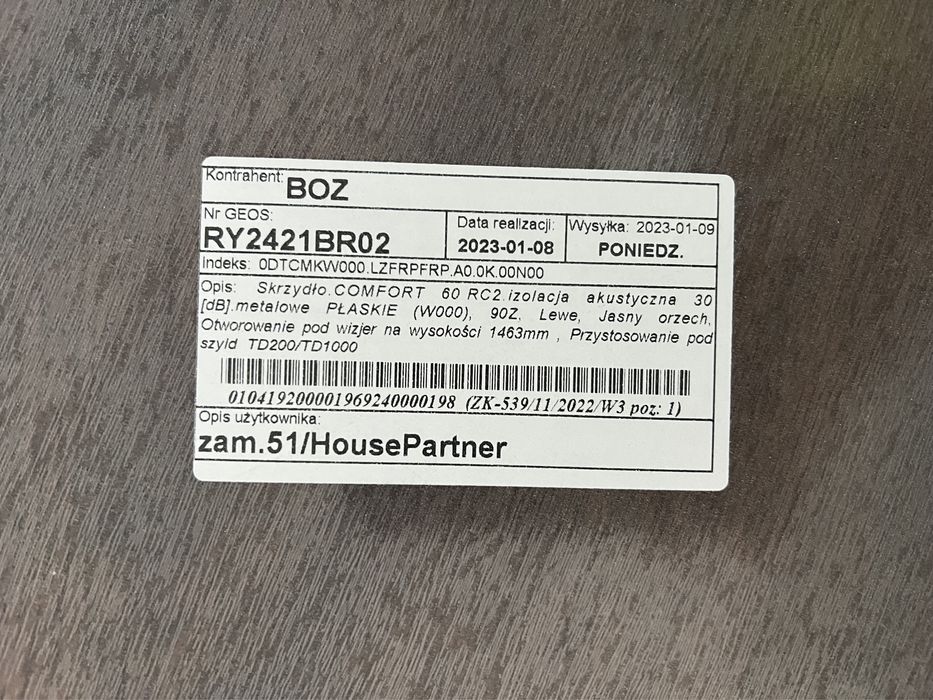 Kontrahent: BOZ
Nr GEOS: RY2421BR02
Data realizacji: 2023-01-08
Wysyłka: 2023-01-09 PONIEDZ.
Indeks: 0DTCMKW000.LZFRPFRP.A0.0K.00N00
Opis: Skrzydło.COMFORT 60 RC2.izolacja akustyczna 30
[dB].metalowe PŁASKIE (W000), 90Z, Lewe, Jasny orzech,
Otworowanie pod wizjer na wysokości 1463mm , Przystosowanie pod
szyld TD200/TD1000
010419200001969240000198 (ZK-539/11/2022/W3 poz: 1)
Opis użytkownika:
zam.51/HousePartner